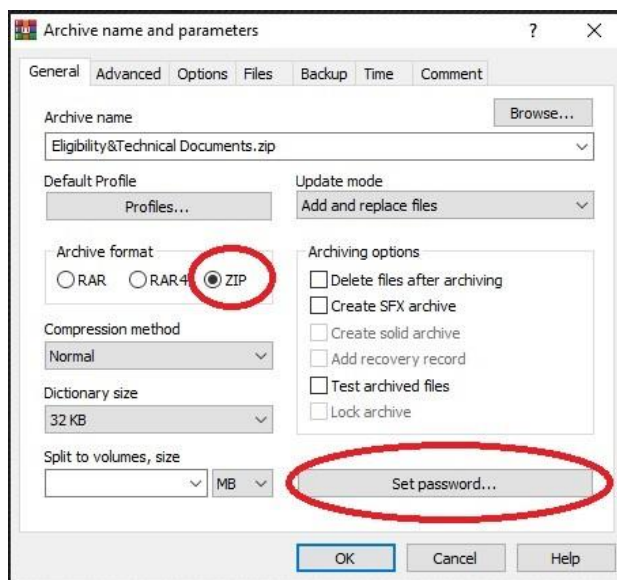 Archive name and parameters ? X
General Advanced Options Files Backup Time Comment
Archive name Browse...
Eligibility&Technical Documents.zip
Default Profile Update mode
Profiles... Add and replace files
Archive format Archiving options
RAR RAR4 ZIP Delete files after archiving
Create SFX archive
Compression method Create solid archive
Normal Add recovery record
Dictionary size Test archived files
32 KB Lock archive
Split to volumes, size
MB Set password...
OK Cancel Help